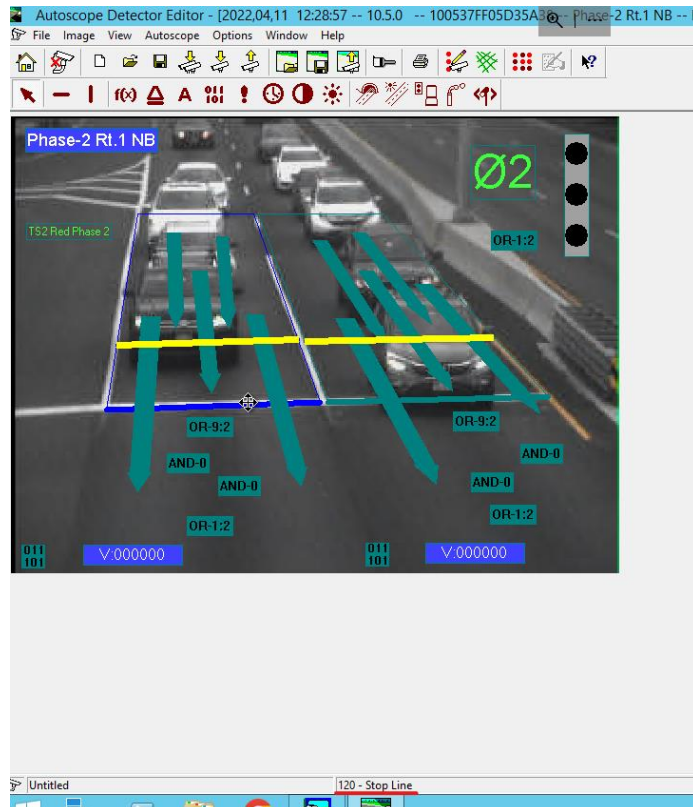 Autoscope Detector Editor - [2022,04,11 12:28:57 -- 10.5.0 -- 100537FF05D35A3 -- Phase-2 Rt.1 NB --
File Image View Autoscope Options Window Help
f(x) A
Phase-2 Rt.1 NB
Ø2
TS2 Red Phase 2
OR-1:2
OR-9:2
OR-9:2
AND-0
AND-0
AND-0
AND-0
OR-1:2
OR-1:2
011
101
V:000000
011
101
V:000000
Untitled
120 - Stop Line